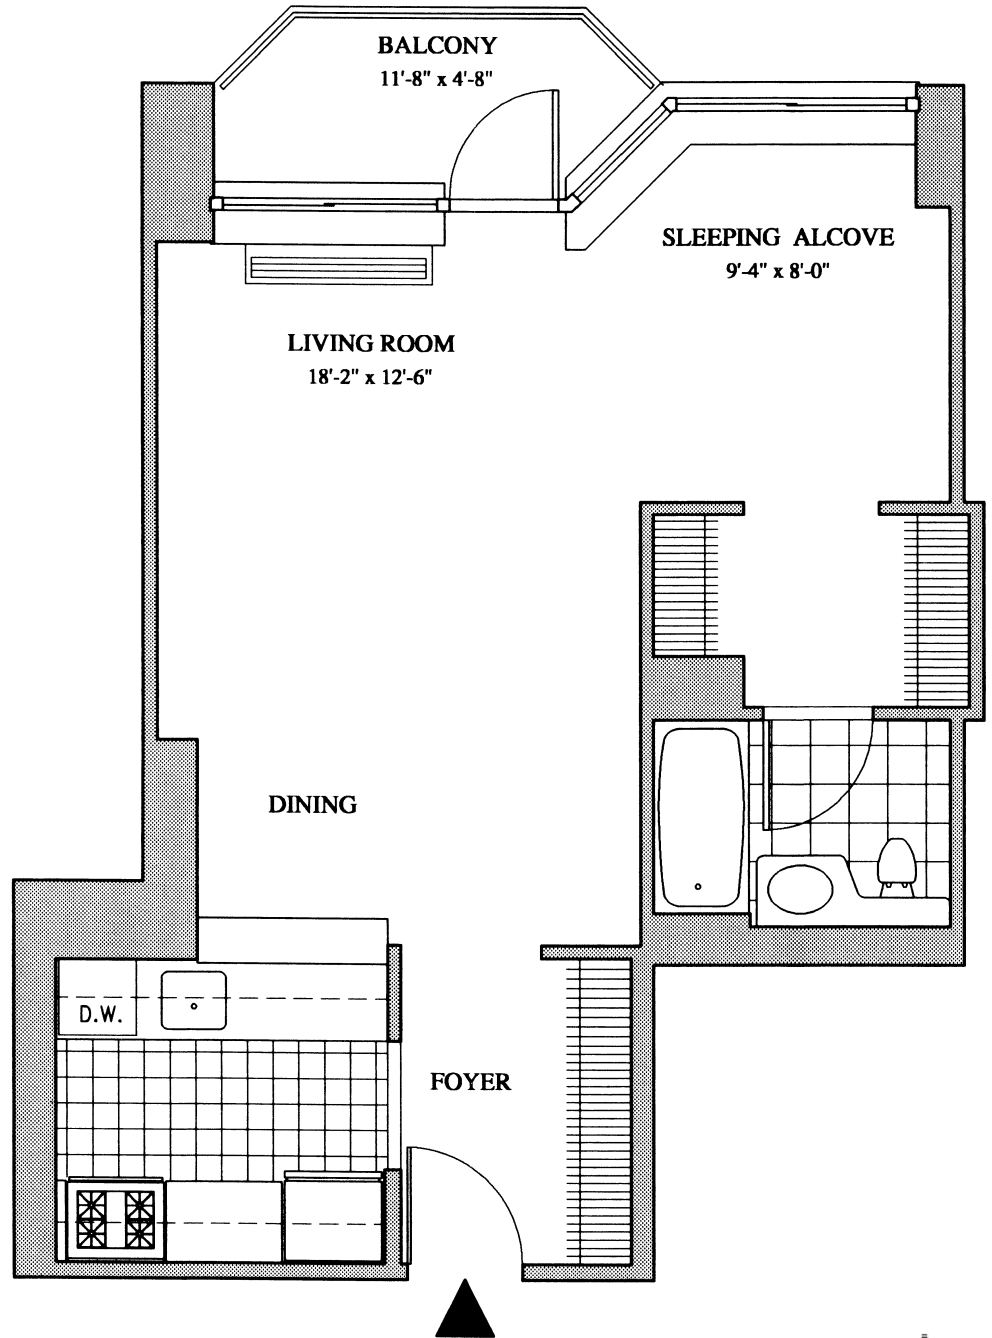 BALCONY
11'-8" x 4'-8"
SLEEPING ALCOVE
9'-4" x 8'-0"
LIVING ROOM
18'-2" x 12'-6"
DINING
D.W.
FOYER